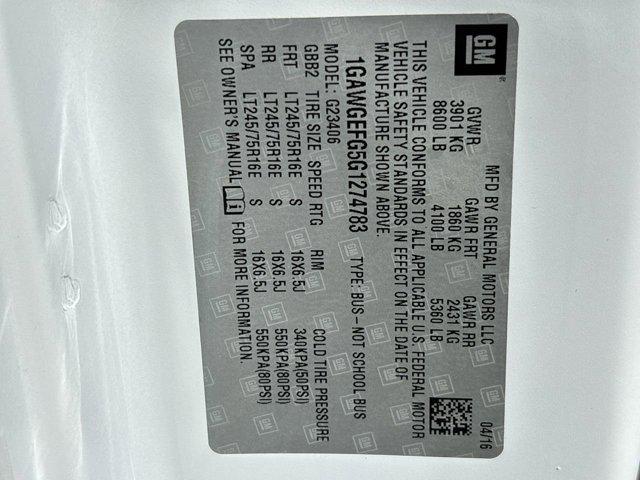 GM
MFD BY GENERAL MOTORS LLC
04/16
GVWR GAWR FRT GAWR RR
3901 KG 1860 KG 2431 KG
8600 LB 4100 LB 5360 LB
THIS VEHICLE CONFORMS TO ALL APPLICABLE U.S. FEDERAL MOTOR
VEHICLE SAFETY STANDARDS IN EFFECT ON THE DATE OF
MANUFACTURE SHOWN ABOVE.
1GAWGEFG5G1274783 TYPE: BUS – NOT SCHOOL BUS
MODEL: G23406
GBB2 TIRE SIZE SPEED RTG RIM COLD TIRE PRESSURE
FRT LT245/75R16E S 16X6.5J 340KPA(50PSI)
RR LT245/75R16E S 16X6.5J 550KPA(80PSI)
SPA LT245/75R16E S 16X6.5J 550KPA(80PSI)
SEE OWNER'S MANUAL FOR MORE INFORMATION.